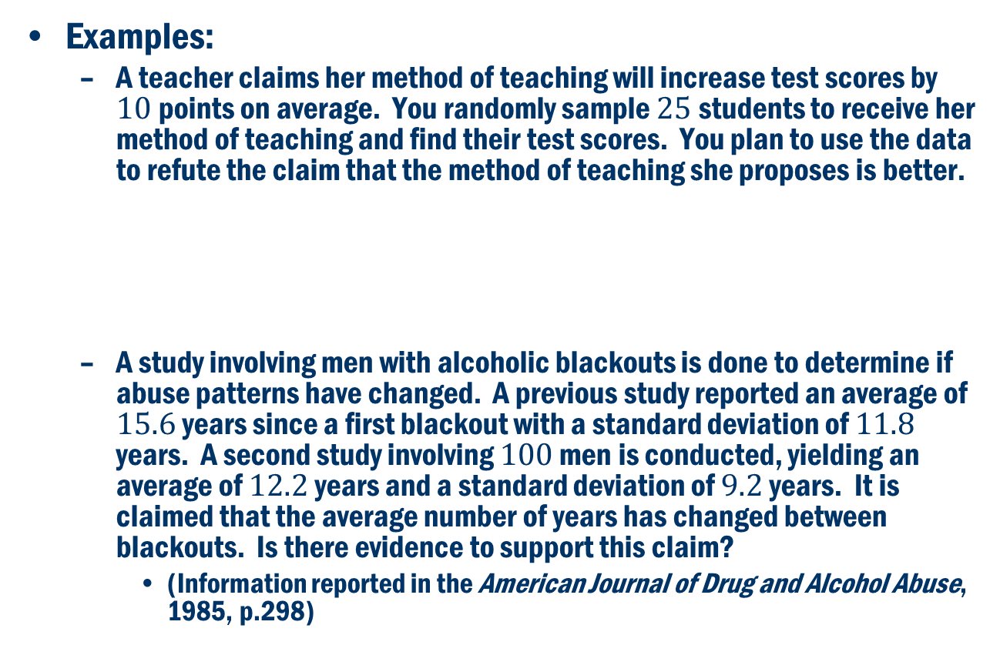 • Examples:
– A teacher claims her method of teaching will increase test scores by
10 points on average. You randomly sample 25 students to receive her
method of teaching and find their test scores. You plan to use the data
to refute the claim that the method of teaching she proposes is better.
– A study involving men with alcoholic blackouts is done to determine if
abuse patterns have changed. A previous study reported an average of
15.6 years since a first blackout with a standard deviation of 11.8
years. A second study involving 100 men is conducted, yielding an
average of 12.2 years and a standard deviation of 9.2 years. It is
claimed that the average number of years has changed between
blackouts. Is there evidence to support this claim?
• (Information reported in the American Journal of Drug and Alcohol Abuse,
1985, p.298)